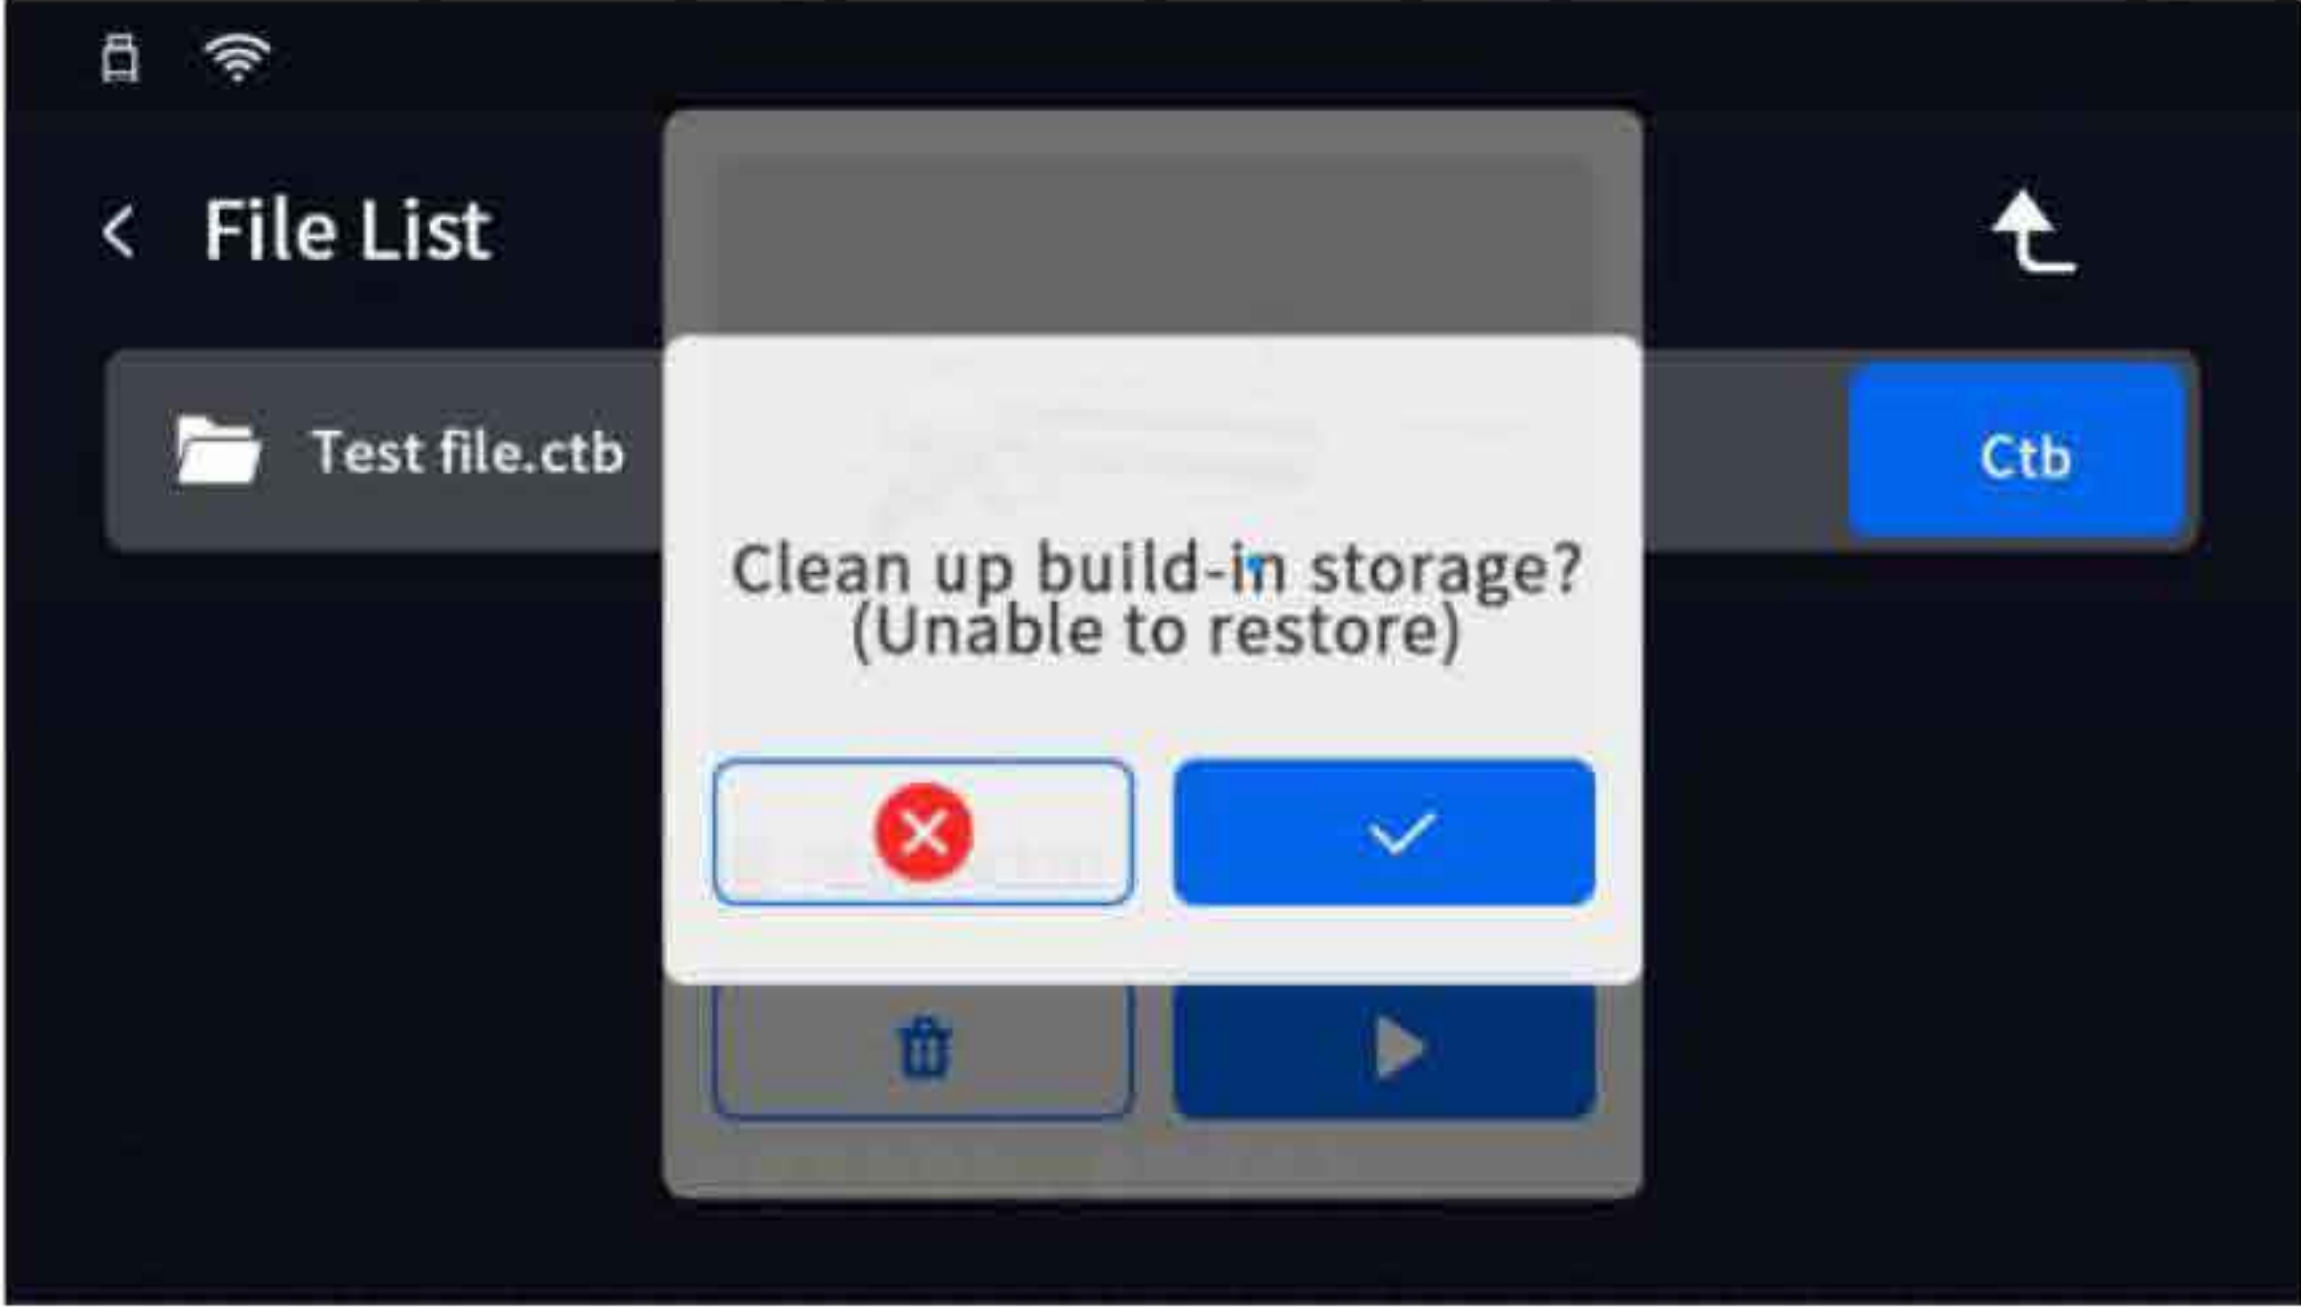 File List
Test file.ctb
Ctb
Clean up build-in storage?
(Unable to restore)